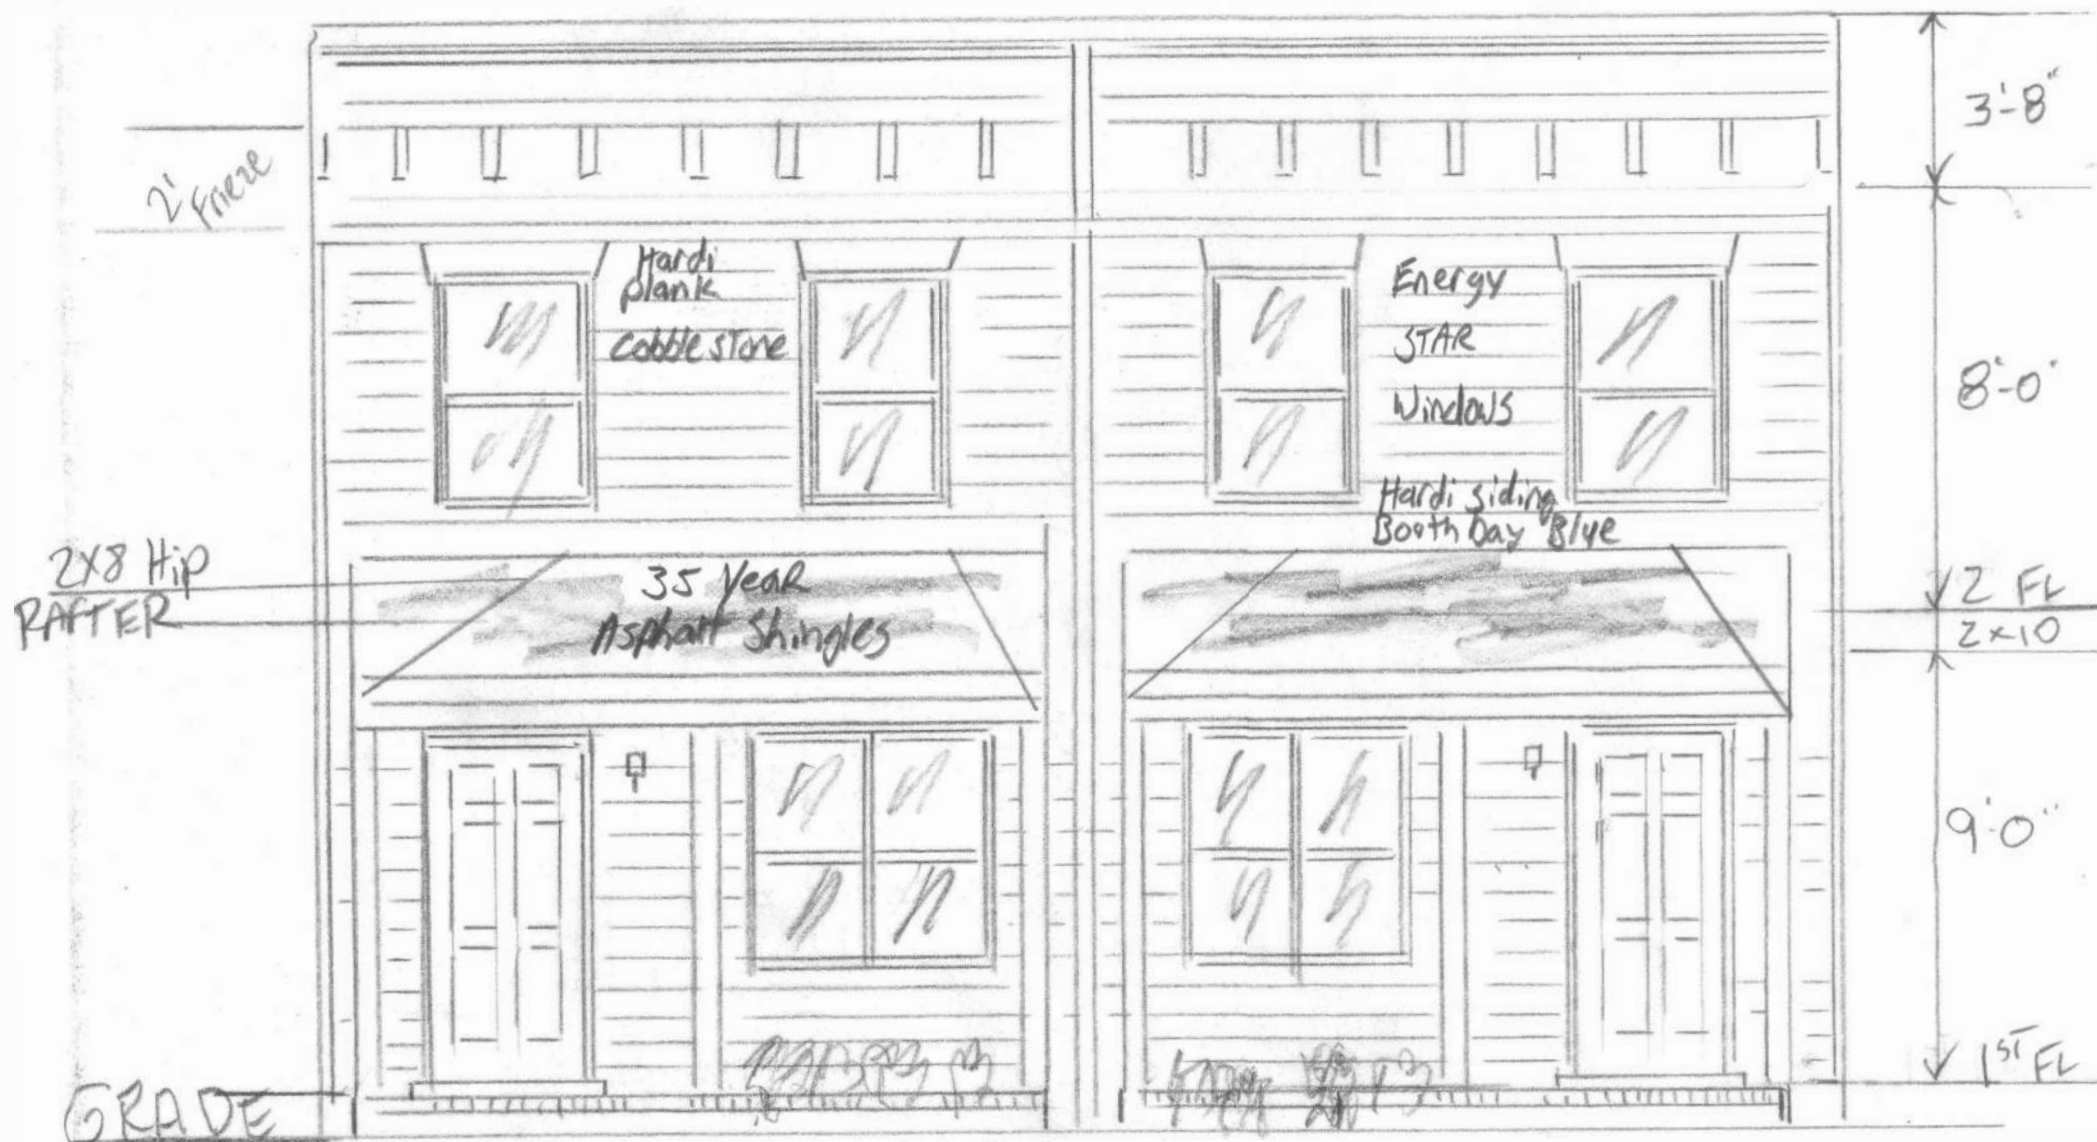 3'-8"
2'
Frieze
Hardi
plank
cobble stone
Energy
STAR
Windows
8'-0"
Hardi siding
Booth Bay Blue
2x8 Hip
RAFTER
35 Year
Asphalt Shingles
2 FL
2x10
9'-0"
1ST FL
GRADE